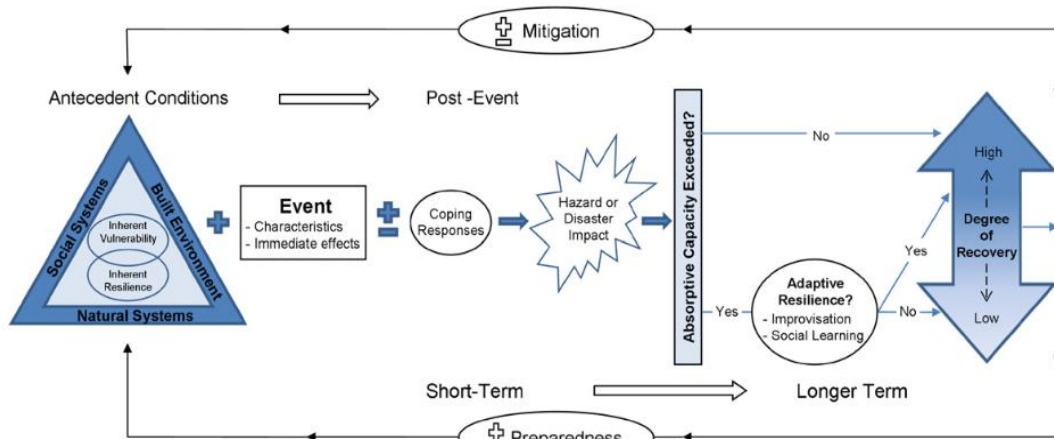 Mitigation
Antecedent Conditions
Post -Event
Social Systems
Built Environment
Natural Systems
Inherent
Vulnerability
Inherent
Resilience
Event
- Characteristics
- Immediate effects
Coping
Responses
Hazard or
Disaster
Impact
Absorptive Capacity Exceeded?
No
Yes
Adaptive
Resilience?
- Improvisation
- Social Learning
Yes
No
High
Degree of
Recovery
Low
Short-Term
Longer Term
Preparedness